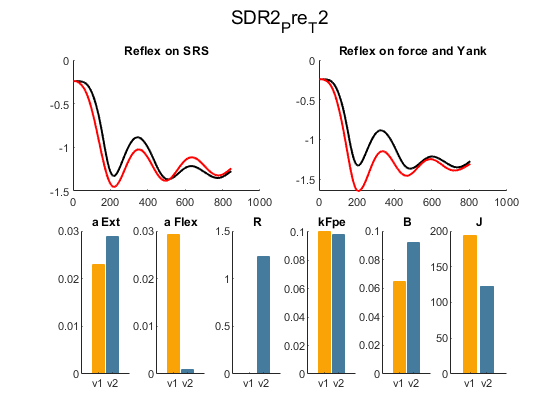 SDR2_Pre_T2
Reflex on SRS
Reflex on force and Yank
0
-0.5
-1
-1.5
0 200 400 600 800 1000
0
-0.5
-1
-1.5
0 200 400 600 800 1000
a Ext
a Flex
R
kFpe
B
J
0.03
0.02
0.01
0
v1 v2
0.03
0.02
0.01
0
v1 v2
1.5
1
0.5
0
v1 v2
0.1
0.08
0.06
0.04
0.02
0
v1 v2
0.1
0.08
0.06
0.04
0.02
0
v1 v2
200
150
100
50
0
v1 v2